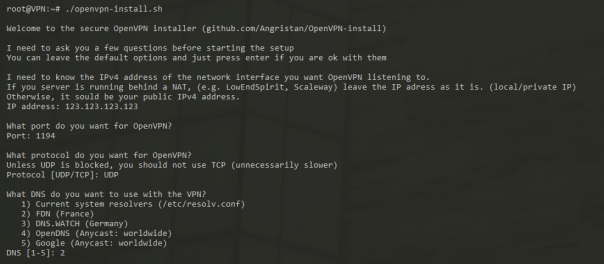 root@VPN:~# ./openvpn-install.sh
Welcome to the secure OpenVPN installer (github.com/Angristan/OpenVPN-install)
I need to ask you a few questions before starting the setup
You can leave the default options and just press enter if you are ok with them
I need to know the IPv4 address of the network interface you want OpenVPN listening to.
If you server is running behind a NAT, (e.g. LowEndSpirit, Scaleway) leave the IP adress as it is. (local/private IP)
Otherwise, it sould be your public IPv4 address.
IP address: 123.123.123.123
What port do you want for OpenVPN?
Port: 1194
What protocol do you want for OpenVPN?
Unless UDP is blocked, you should not use TCP (unnecessarily slower)
Protocol [UDP/TCP]: UDP
What DNS do you want to use with the VPN?
1) Current system resolvers (/etc/resolv.conf)
2) FDN (France)
3) DNS.WATCH (Germany)
4) OpenDNS (Anycast: worldwide)
5) Google (Anycast: worldwide)
DNS [1-5]: 2